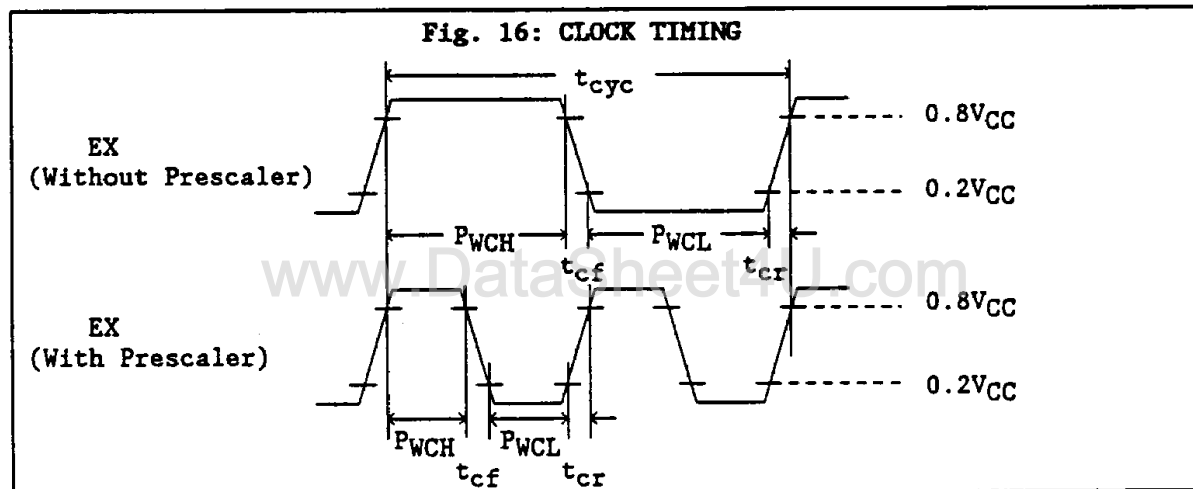 Fig. 16: CLOCK TIMING
tcyc
0.8VCC
EX
(Without Prescaler)
0.2VCC
PWCH
PWCL
tcf
tcr
www.DataSheet4U.com
0.8VCC
EX
(With Prescaler)
0.2VCC
PWCH
PWCL
tcf
tcr